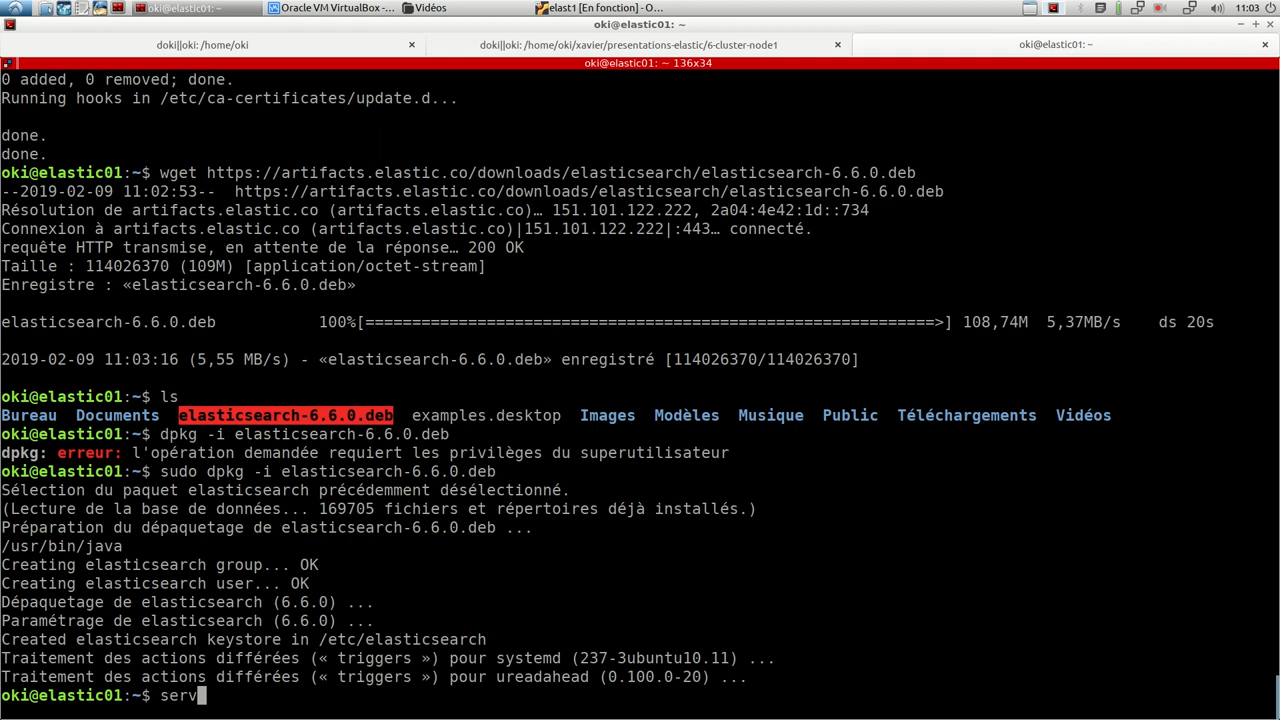 oki@elastic01: ~
Oracle VM VirtualBox -...
Vidéos
elast1 [En fonction] - O...
11:03
oki@elastic01: ~
doki||oki: /home/oki
doki||oki: /home/oki/xavier/presentations-elastic/6-cluster-node1
oki@elastic01: ~
oki@elastic01: ~ 136x34
0 added, 0 removed; done.
Running hooks in /etc/ca-certificates/update.d...
done.
done.
oki@elastic01:~$ wget https://artifacts.elastic.co/downloads/elasticsearch/elasticsearch-6.6.0.deb
--2019-02-09 11:02:53--  https://artifacts.elastic.co/downloads/elasticsearch/elasticsearch-6.6.0.deb
Résolution de artifacts.elastic.co (artifacts.elastic.co)… 151.101.122.222, 2a04:4e42:1d::734
Connexion à artifacts.elastic.co (artifacts.elastic.co)|151.101.122.222|:443… connecté.
requête HTTP transmise, en attente de la réponse… 200 OK
Taille : 114026370 (109M) [application/octet-stream]
Enregistre : «elasticsearch-6.6.0.deb»
elasticsearch-6.6.0.deb           100%[=============================================================>] 108,74M  5,37MB/s    ds 20s
2019-02-09 11:03:16 (5,55 MB/s) - «elasticsearch-6.6.0.deb» enregistré [114026370/114026370]
oki@elastic01:~$ ls
Bureau  Documents  elasticsearch-6.6.0.deb  examples.desktop  Images  Modèles  Musique  Public  Téléchargements  Vidéos
oki@elastic01:~$ dpkg -i elasticsearch-6.6.0.deb
dpkg: erreur: l'opération demandée requiert les privilèges du superutilisateur
oki@elastic01:~$ sudo dpkg -i elasticsearch-6.6.0.deb
Sélection du paquet elasticsearch précédemment désélectionné.
(Lecture de la base de données... 169705 fichiers et répertoires déjà installés.)
Préparation du dépaquetage de elasticsearch-6.6.0.deb ...
/usr/bin/java
Creating elasticsearch group... OK
Creating elasticsearch user... OK
Dépaquetage de elasticsearch (6.6.0) ...
Paramétrage de elasticsearch (6.6.0) ...
Created elasticsearch keystore in /etc/elasticsearch
Traitement des actions différées (« triggers ») pour systemd (237-3ubuntu10.11) ...
Traitement des actions différées (« triggers ») pour ureadahead (0.100.0-20) ...
oki@elastic01:~$ serv